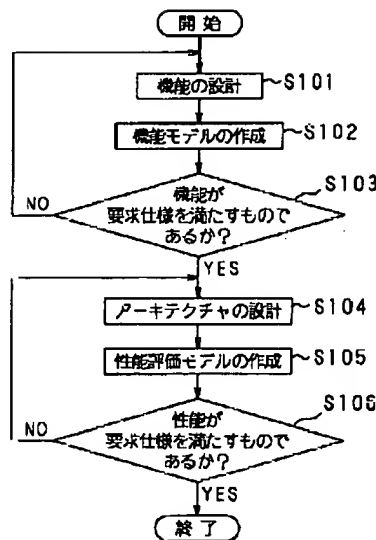 開始
機能の設計 S101
機能モデルの作成 S102
S103
機能が
要求仕様を満たすもので
あるか?
NO
YES
アーキテクチャの設計 S104
性能評価モデルの作成 S105
S106
性能が
要求仕様を満たすもので
あるか?
NO
YES
終了